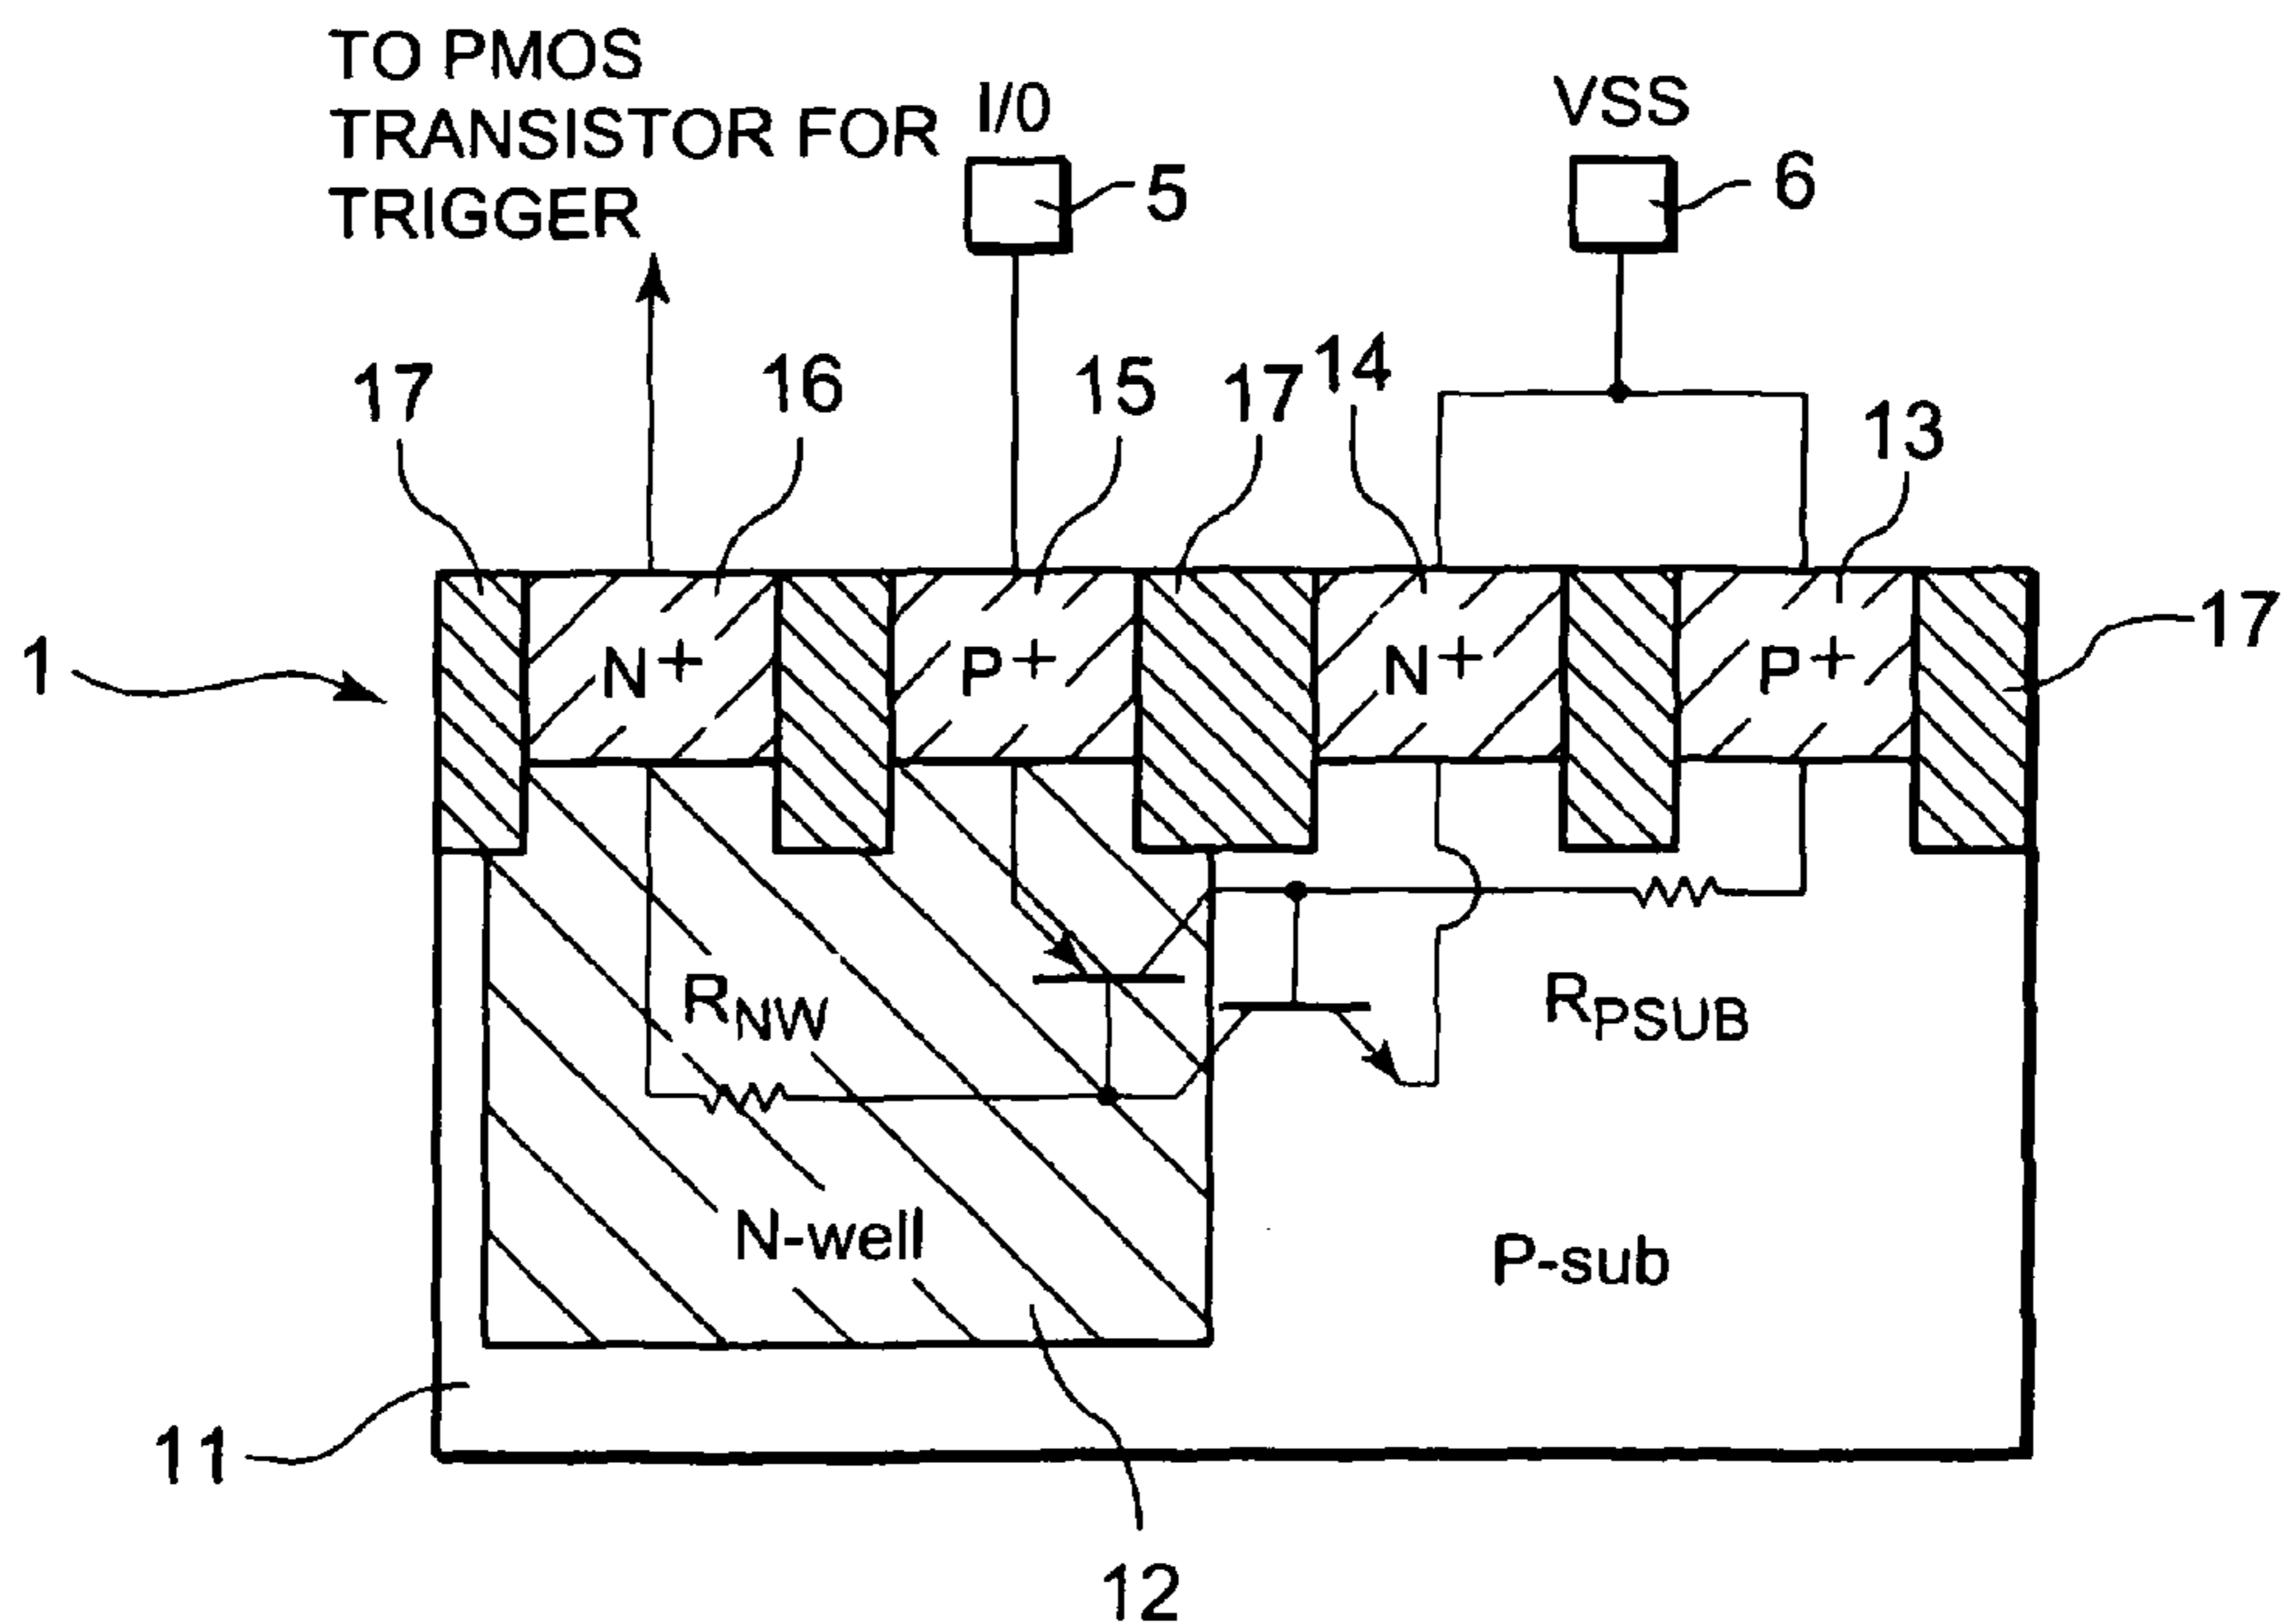 TO PMOS
TRANSISTOR FOR
TRIGGER
I/0
VSS
5
6
17
16
15
17
14
13
1
N+
P+
N+
P+
17
RNW
RPSUB
N-well
P-sub
11
12